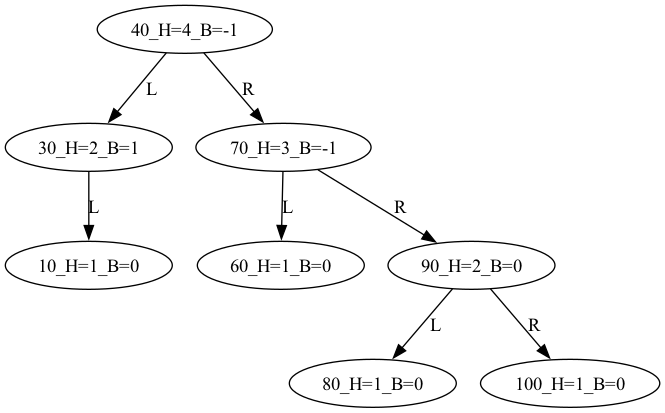 40_H=4_B=-1
L
R
30_H=2_B=1
70_H=3_B=-1
L
L
R
10_H=1_B=0
60_H=1_B=0
90_H=2_B=0
L
R
80_H=1_B=0
100_H=1_B=0